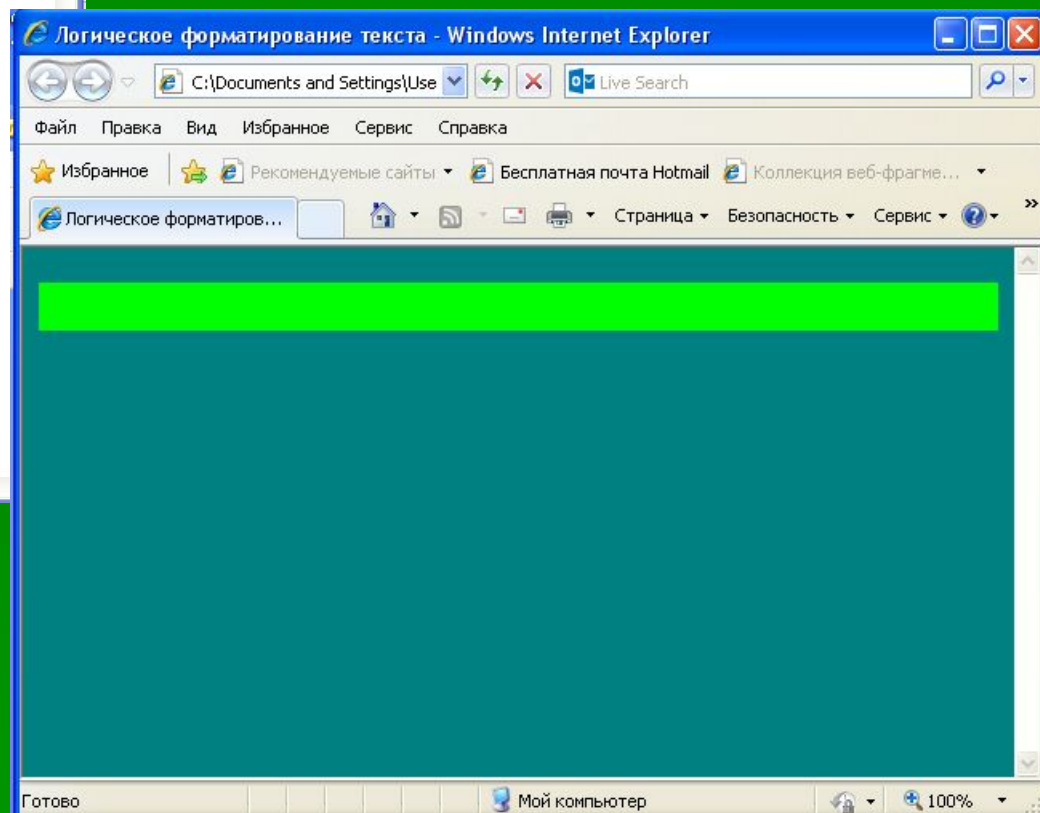 Логическое форматирование текста - Windows Internet Explorer
C:\Documents and Settings\Use Live Search
Файл Правка Вид Избранное Сервис Справка
Избранное Рекомендуемые сайты Бесплатная почта Hotmail Коллекция веб-фрагме...
Логическое форматиров... Страница Безопасность Сервис »
Готово Мой компьютер 100%